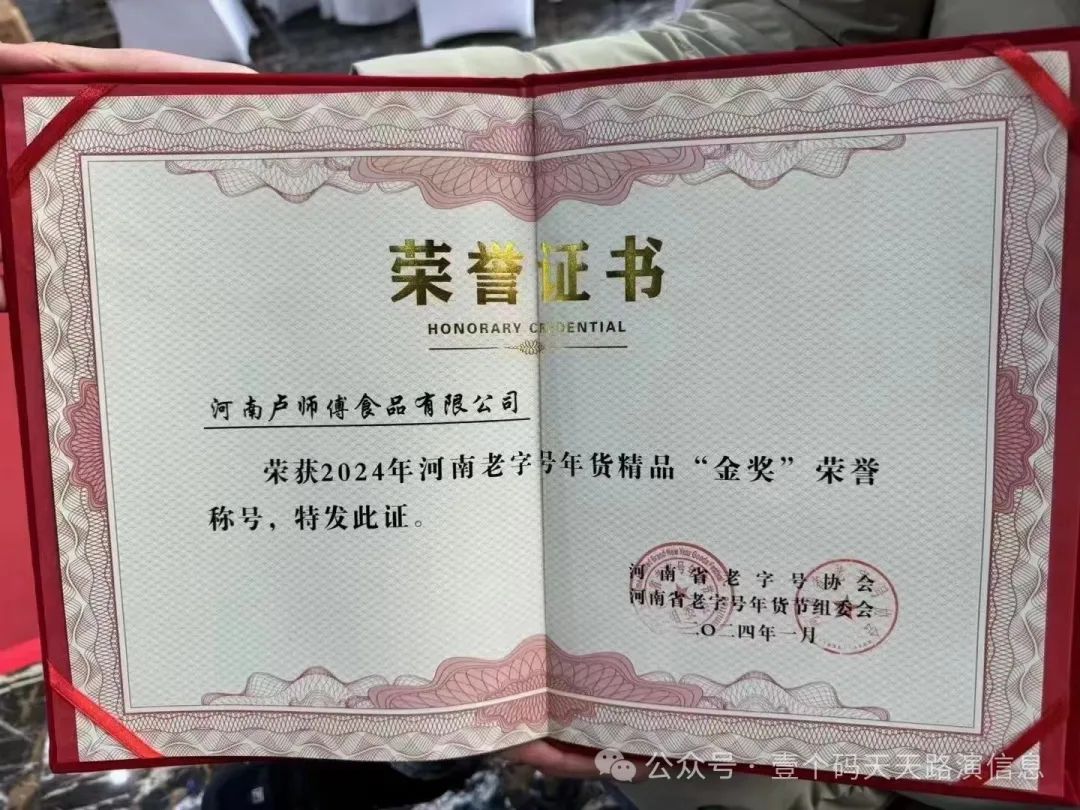 荣誉证书
HONORARY CREDENTIAL
河南卢师傅食品有限公司
荣获2024年河南老字号年货精品“金奖”荣誉
称号，特发此证。
河南省老字号协会
河南省老字号年货节组委会
二〇二四年一月
公众号·壹个码天天路演信息